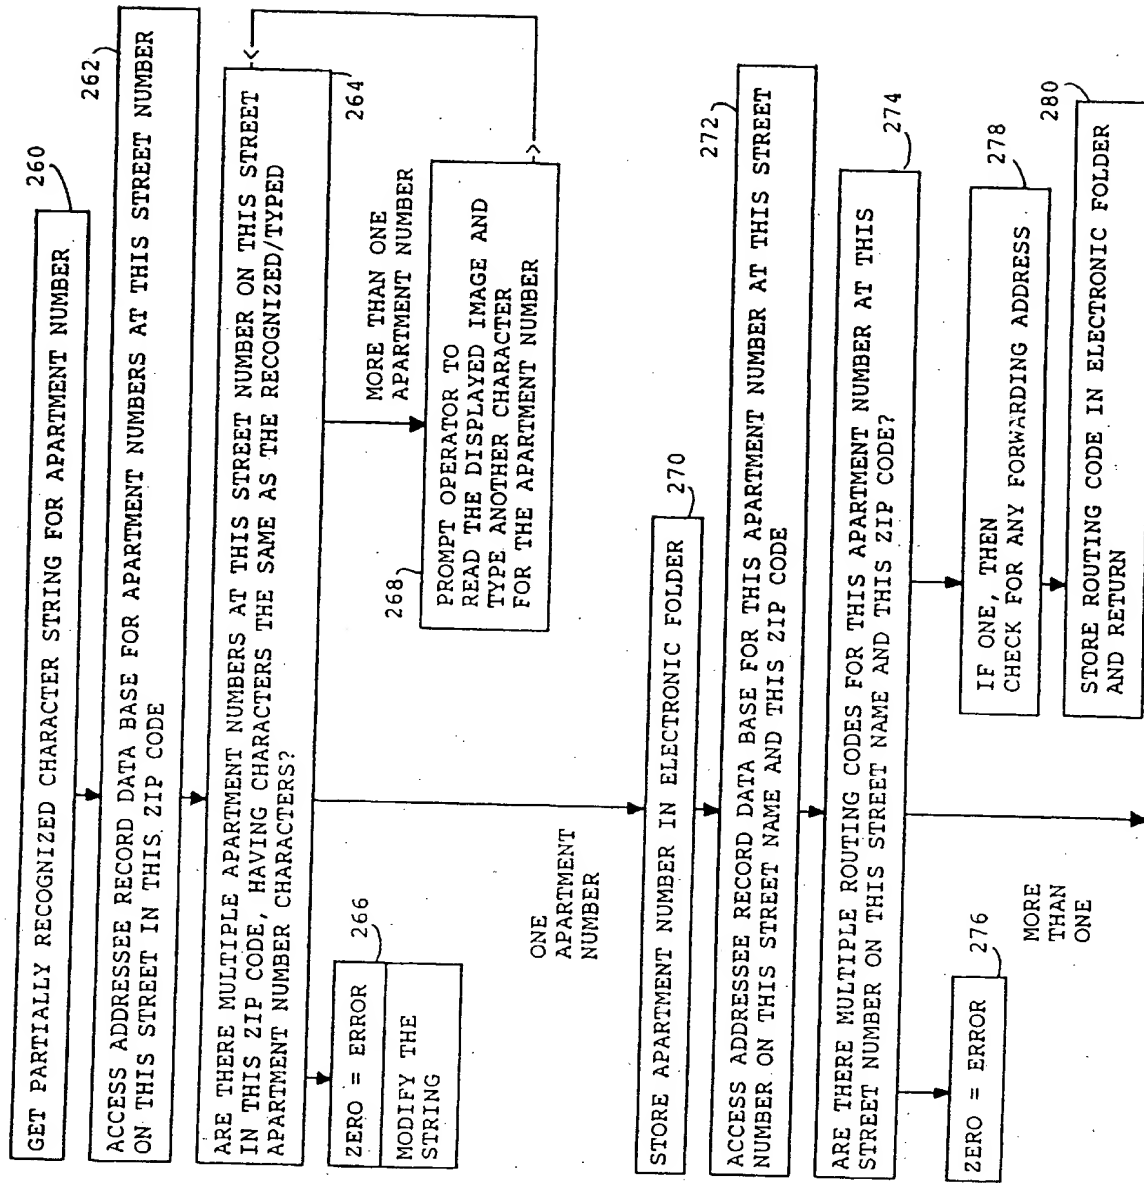 260
GET PARTIALLY RECOGNIZED CHARACTER STRING FOR APARTMENT NUMBER
262
ACCESS ADDRESSEE RECORD DATA BASE FOR APARTMENT NUMBERS AT THIS STREET NUMBER
ON THIS STREET IN THIS ZIP CODE
ARE THERE MULTIPLE APARTMENT NUMBERS AT THIS STREET NUMBER ON THIS STREET
IN THIS ZIP CODE, HAVING CHARACTERS THE SAME AS THE RECOGNIZED/TYPED
APARTMENT NUMBER CHARACTERS?
264
266
ZERO = ERROR
MODIFY THE
STRING
MORE THAN ONE
APARTMENT NUMBER
268
PROMPT OPERATOR TO
READ THE DISPLAYED IMAGE AND
TYPE ANOTHER CHARACTER
FOR THE APARTMENT NUMBER
ONE
APARTMENT
NUMBER
270
STORE APARTMENT NUMBER IN ELECTRONIC FOLDER
272
ACCESS ADDRESSEE RECORD DATA BASE FOR THIS APARTMENT NUMBER AT THIS STREET
NUMBER ON THIS STREET NAME AND THIS ZIP CODE
274
ARE THERE MULTIPLE ROUTING CODES FOR THIS APARTMENT NUMBER AT THIS
STREET NUMBER ON THIS STREET NAME AND THIS ZIP CODE?
276
ZERO = ERROR
MORE
THAN
ONE
278
IF ONE, THEN
CHECK FOR ANY FORWARDING ADDRESS
280
STORE ROUTING CODE IN ELECTRONIC FOLDER
AND RETURN